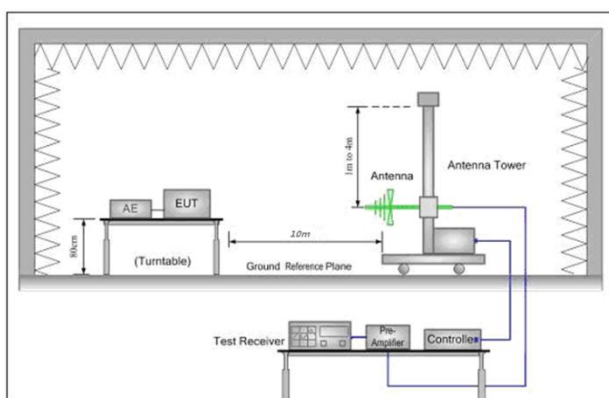 1m to 4m
Antenna
Antenna Tower
AE
EUT
80cm
(Turntable)
10m
Ground Reference Plane
Test Receiver
Pre-
Amplifier
Controller